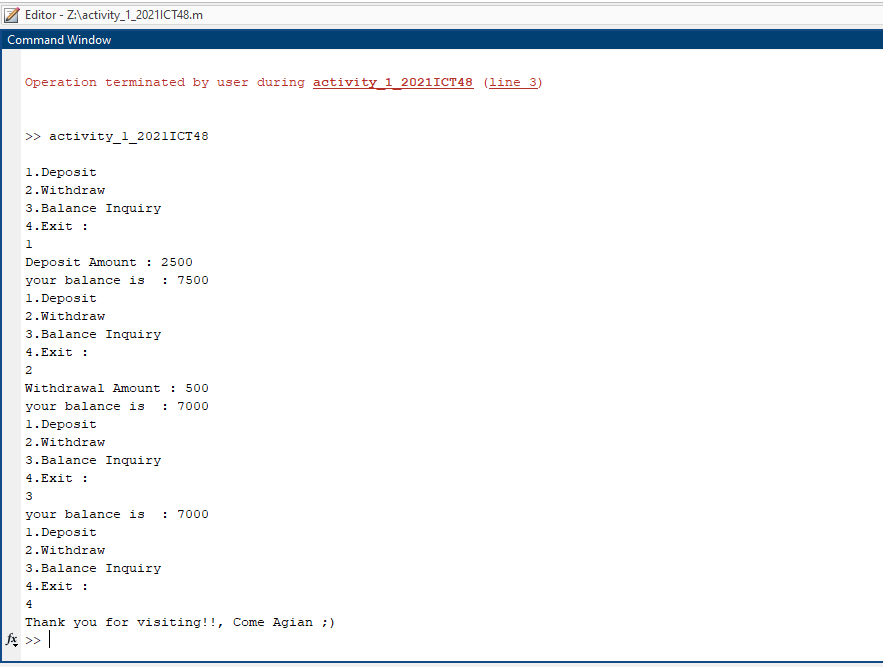 Editor - Z:\activity_1_2021ICT48.m
Command Window
Operation terminated by user during activity_1_2021ICT48 (line 3)
>> activity_1_2021ICT48
1.Deposit
2.Withdraw
3.Balance Inquiry
4.Exit :
1
Deposit Amount : 2500
your balance is  : 7500
1.Deposit
2.Withdraw
3.Balance Inquiry
4.Exit :
2
Withdrawal Amount : 500
your balance is  : 7000
1.Deposit
2.Withdraw
3.Balance Inquiry
4.Exit :
3
your balance is  : 7000
1.Deposit
2.Withdraw
3.Balance Inquiry
4.Exit :
4
Thank you for visiting!!, Come Agian ;)
fx >>